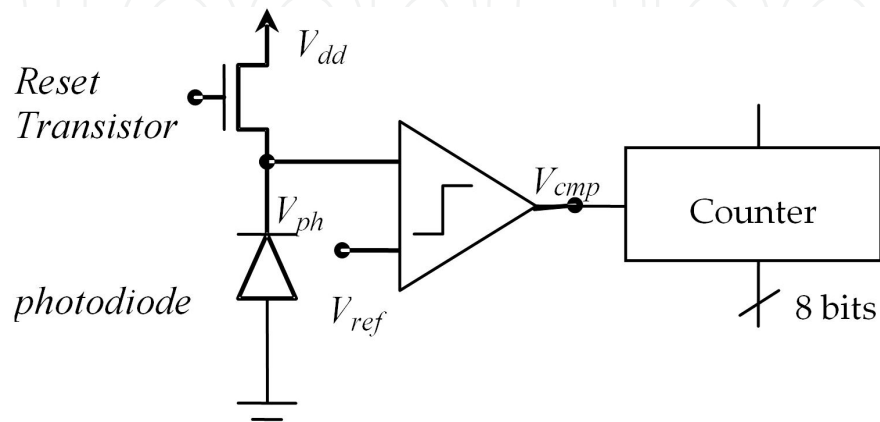 V_dd
Reset
Transistor
V_cmp
Counter
V_ph
photodiode
V_ref
8 bits